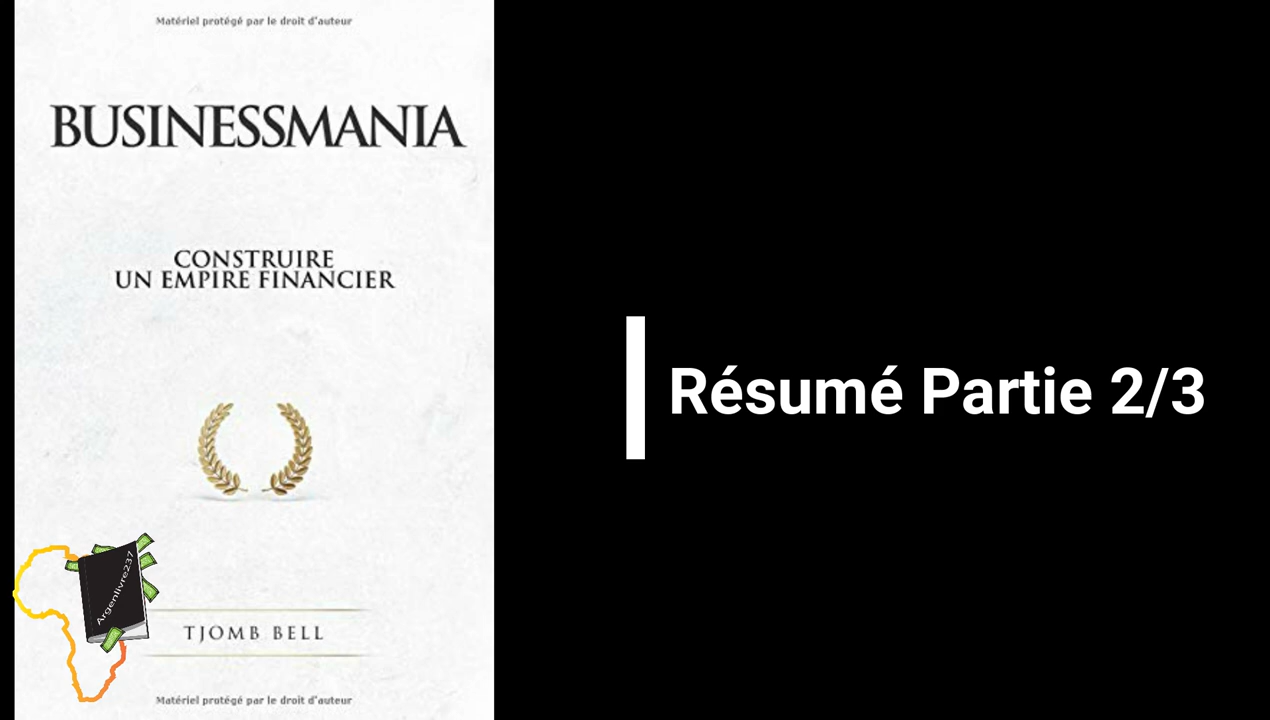 Matériel protégé par le droit d'auteur
BUSINESSMANIA
CONSTRUIRE
UN EMPIRE FINANCIER
Argenlivre237
TJOMB BELL
Matériel protégé par le droit d'auteur
Résumé Partie 2/3